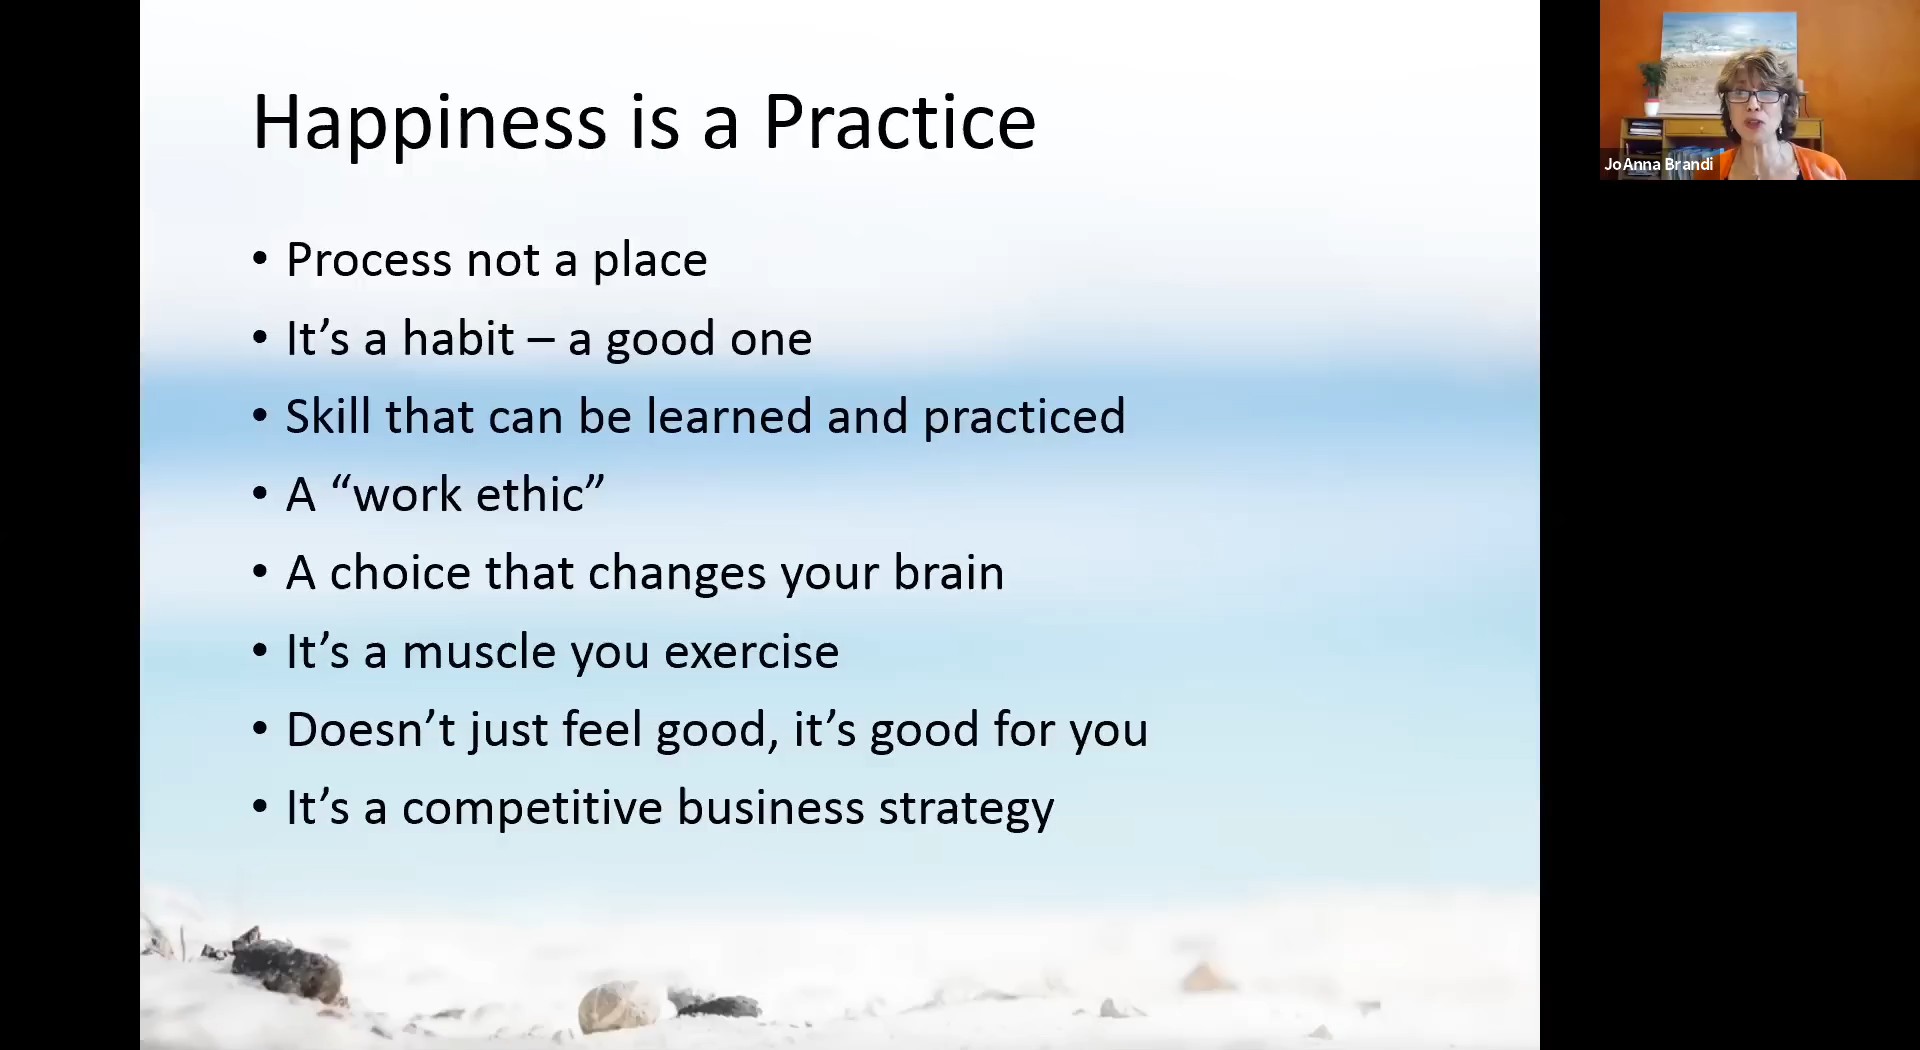 Happiness is a Practice
• Process not a place
• It’s a habit – a good one
• Skill that can be learned and practiced
• A “work ethic”
• A choice that changes your brain
• It’s a muscle you exercise
• Doesn’t just feel good, it’s good for you
• It’s a competitive business strategy
JoAnna Brandi